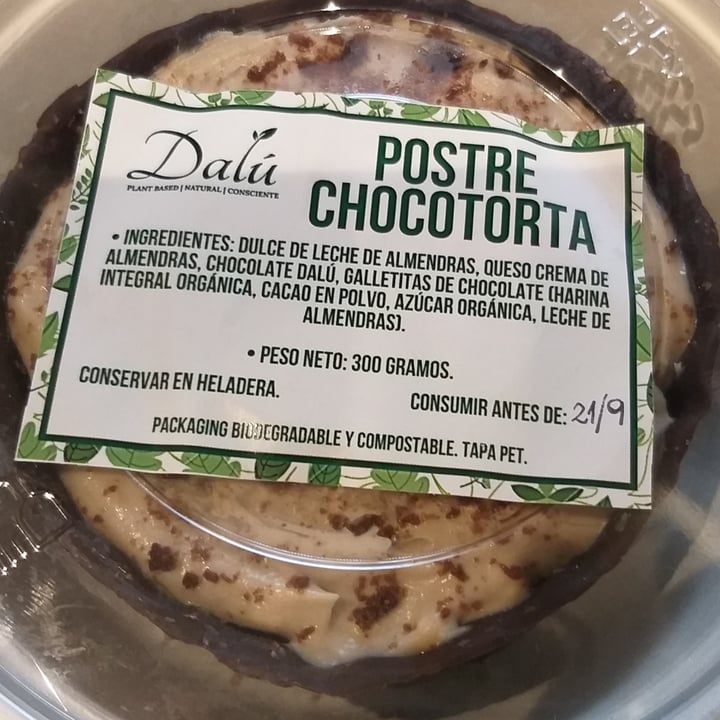 Dalú
PLANT BASED | NATURAL | CONSCIENTE
POSTRE
CHOCOTORTA
• INGREDIENTES: DULCE DE LECHE DE ALMENDRAS, QUESO CREMA DE
ALMENDRAS, CHOCOLATE DALÚ, GALLETITAS DE CHOCOLATE (HARINA
INTEGRAL ORGÁNICA, CACAO EN POLVO, AZÚCAR ORGÁNICA, LECHE DE
ALMENDRAS).
• PESO NETO: 300 GRAMOS.
CONSERVAR EN HELADERA.
CONSUMIR ANTES DE: 21/9
PACKAGING BIODEGRADABLE Y COMPOSTABLE. TAPA PET.